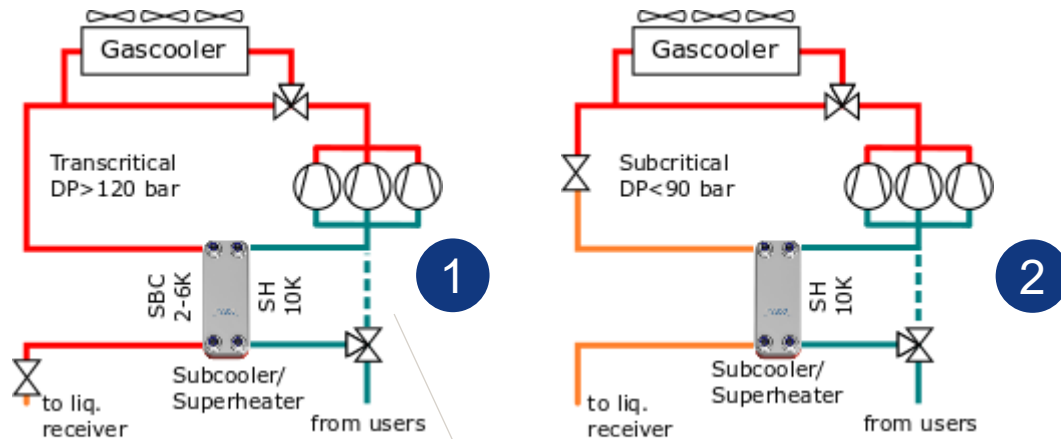 Gascooler
Transcritical
DP>120 bar
1
SBC
2-6K
SH
10K
Subcooler/
Superheater
to liq.
receiver
from users
Gascooler
Subcritical
DP<90 bar
2
SH
10K
Subcooler/
Superheater
to liq.
receiver
from users